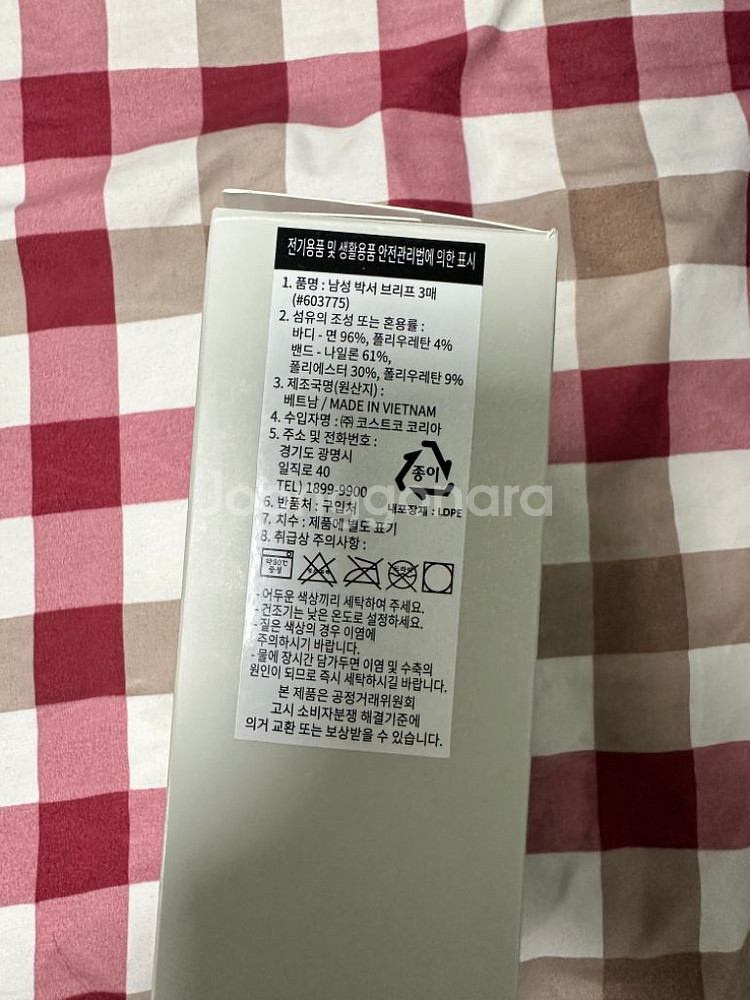 전기용품 및 생활용품 안전관리법에 의한 표시
1. 품명 : 남성 박서 브리프 3매
(#603775)
2. 섬유의 조성 또는 혼용률 :
바디 - 면 96%, 폴리우레탄 4%
밴드 - 나일론 61%,
폴리에스터 30%, 폴리우레탄 9%
3. 제조국명(원산지) :
베트남 / MADE IN VIETNAM
4. 수입자명 : ㈜ 코스트코 코리아
5. 주소 및 전화번호 :
경기도 광명시
일직로 40
TEL) 1899-9900
종이
내포장재 : LDPE
6. 반품처 : 구입처
7. 치수 : 제품에 별도 표기
8. 취급상 주의사항 :
약 30℃
중성
드라이
- 어두운 색상끼리 세탁하여 주세요.
- 건조기는 낮은 온도로 설정하세요.
- 짙은 색상의 경우 이염에
주의하시기 바랍니다.
- 물에 장시간 담가두면 이염 및 수축의
원인이 되므로 즉시 세탁하시길 바랍니다.
본 제품은 공정거래위원회
고시 소비자분쟁 해결기준에
의거 교환 또는 보상받을 수 있습니다.